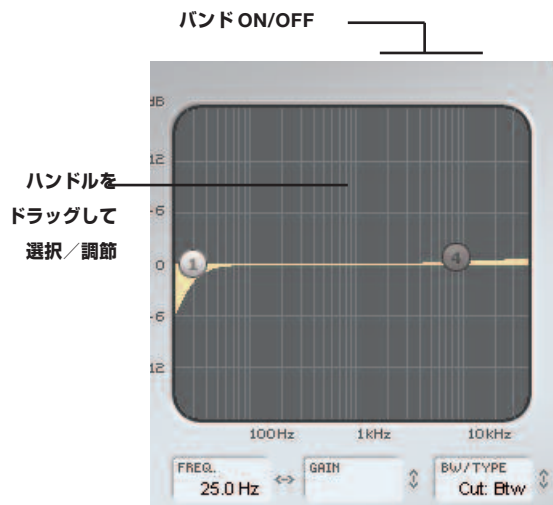 バンド ON/OFF
dB
12
ハンドルを
ドラッグして
選択／調節
-6
1
4
0
-6
12
100Hz 1kHz 10kHz
FREQ. GAIN BW/TYPE
25.0 Hz Cut: Btw